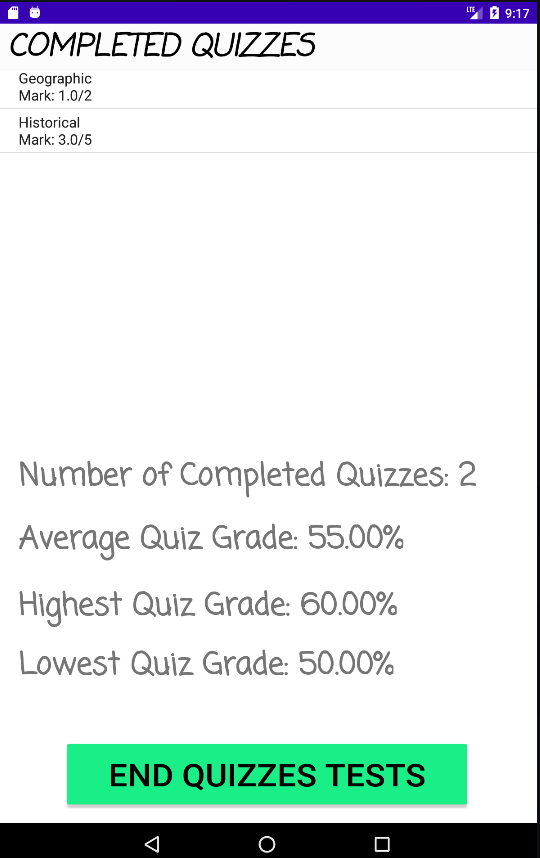 LTE 9:17
COMPLETED QUIZZES
Geographic
Mark: 1.0/2
Historical
Mark: 3.0/5
Number of Completed Quizzes: 2
Average Quiz Grade: 55.00%
Highest Quiz Grade: 60.00%
Lowest Quiz Grade: 50.00%
END QUIZZES TESTS